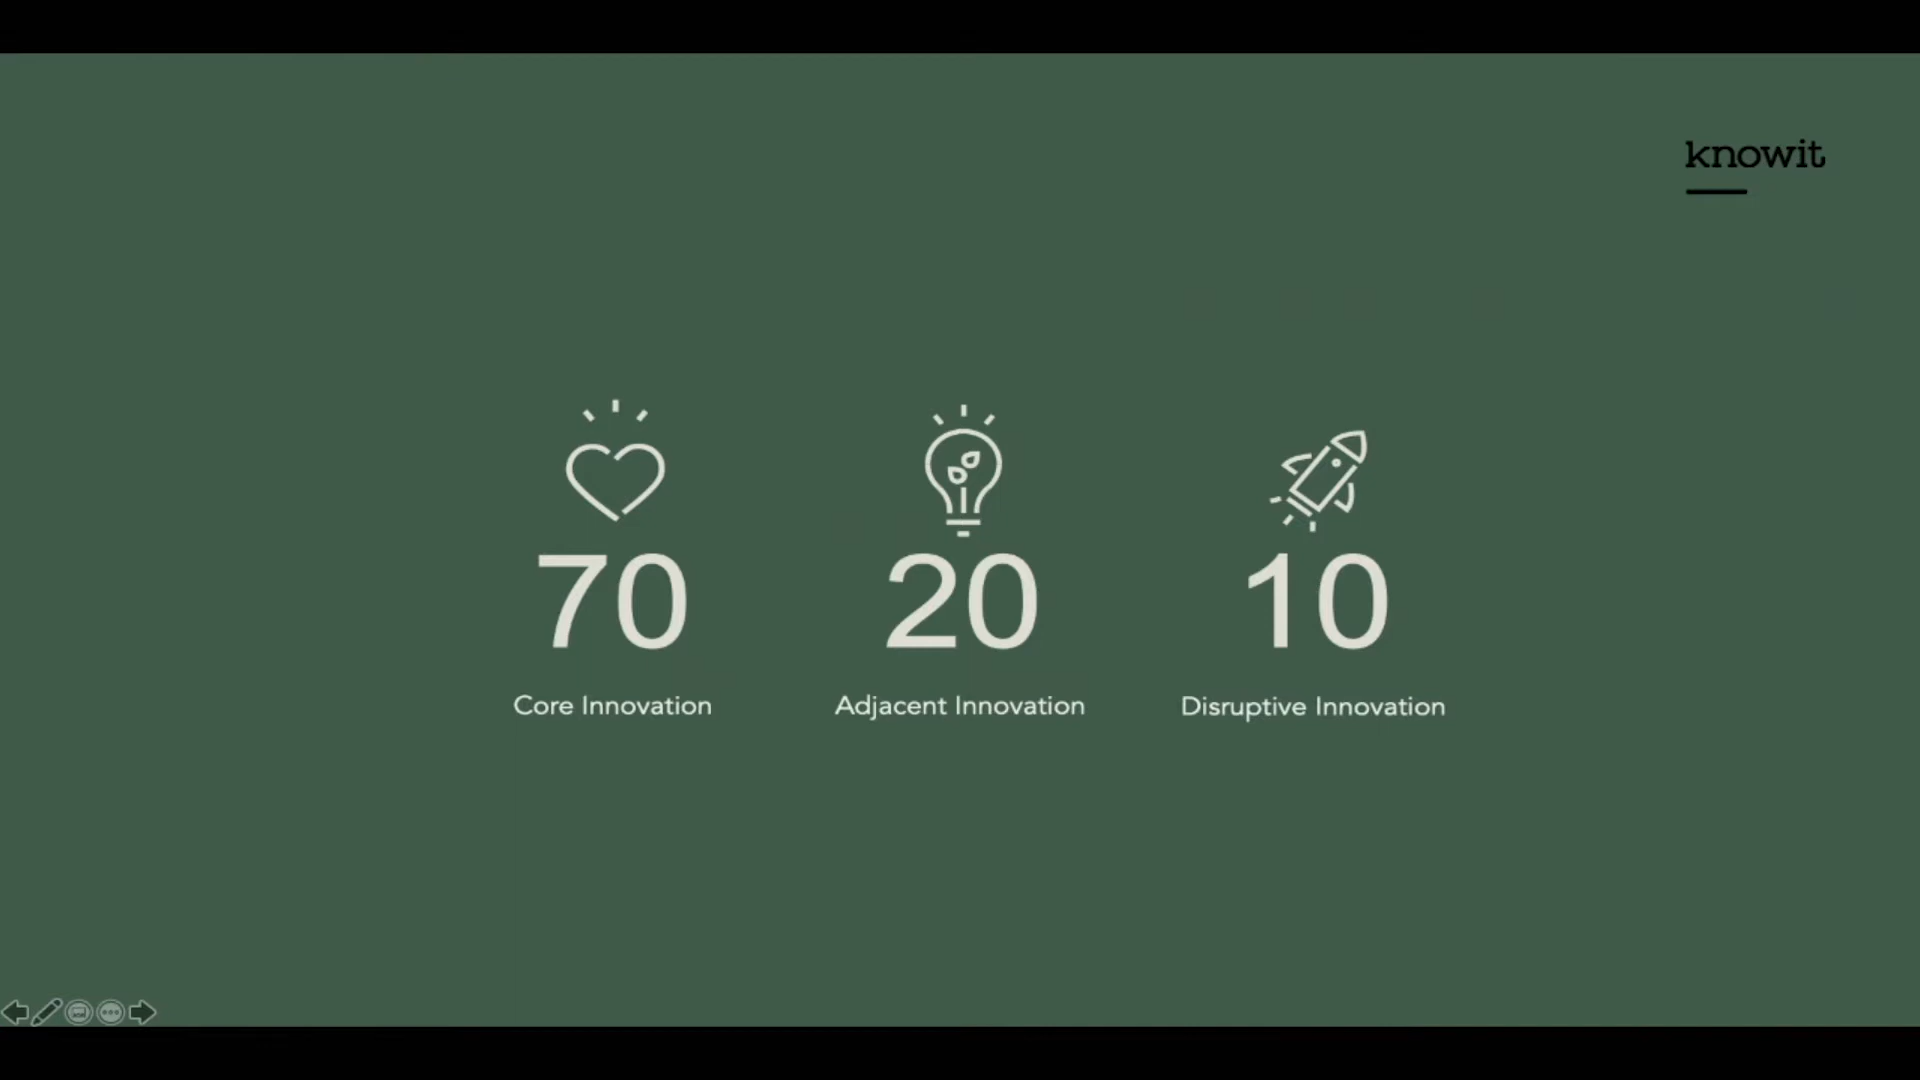 knowit
70
20
10
Core Innovation
Adjacent Innovation
Disruptive Innovation